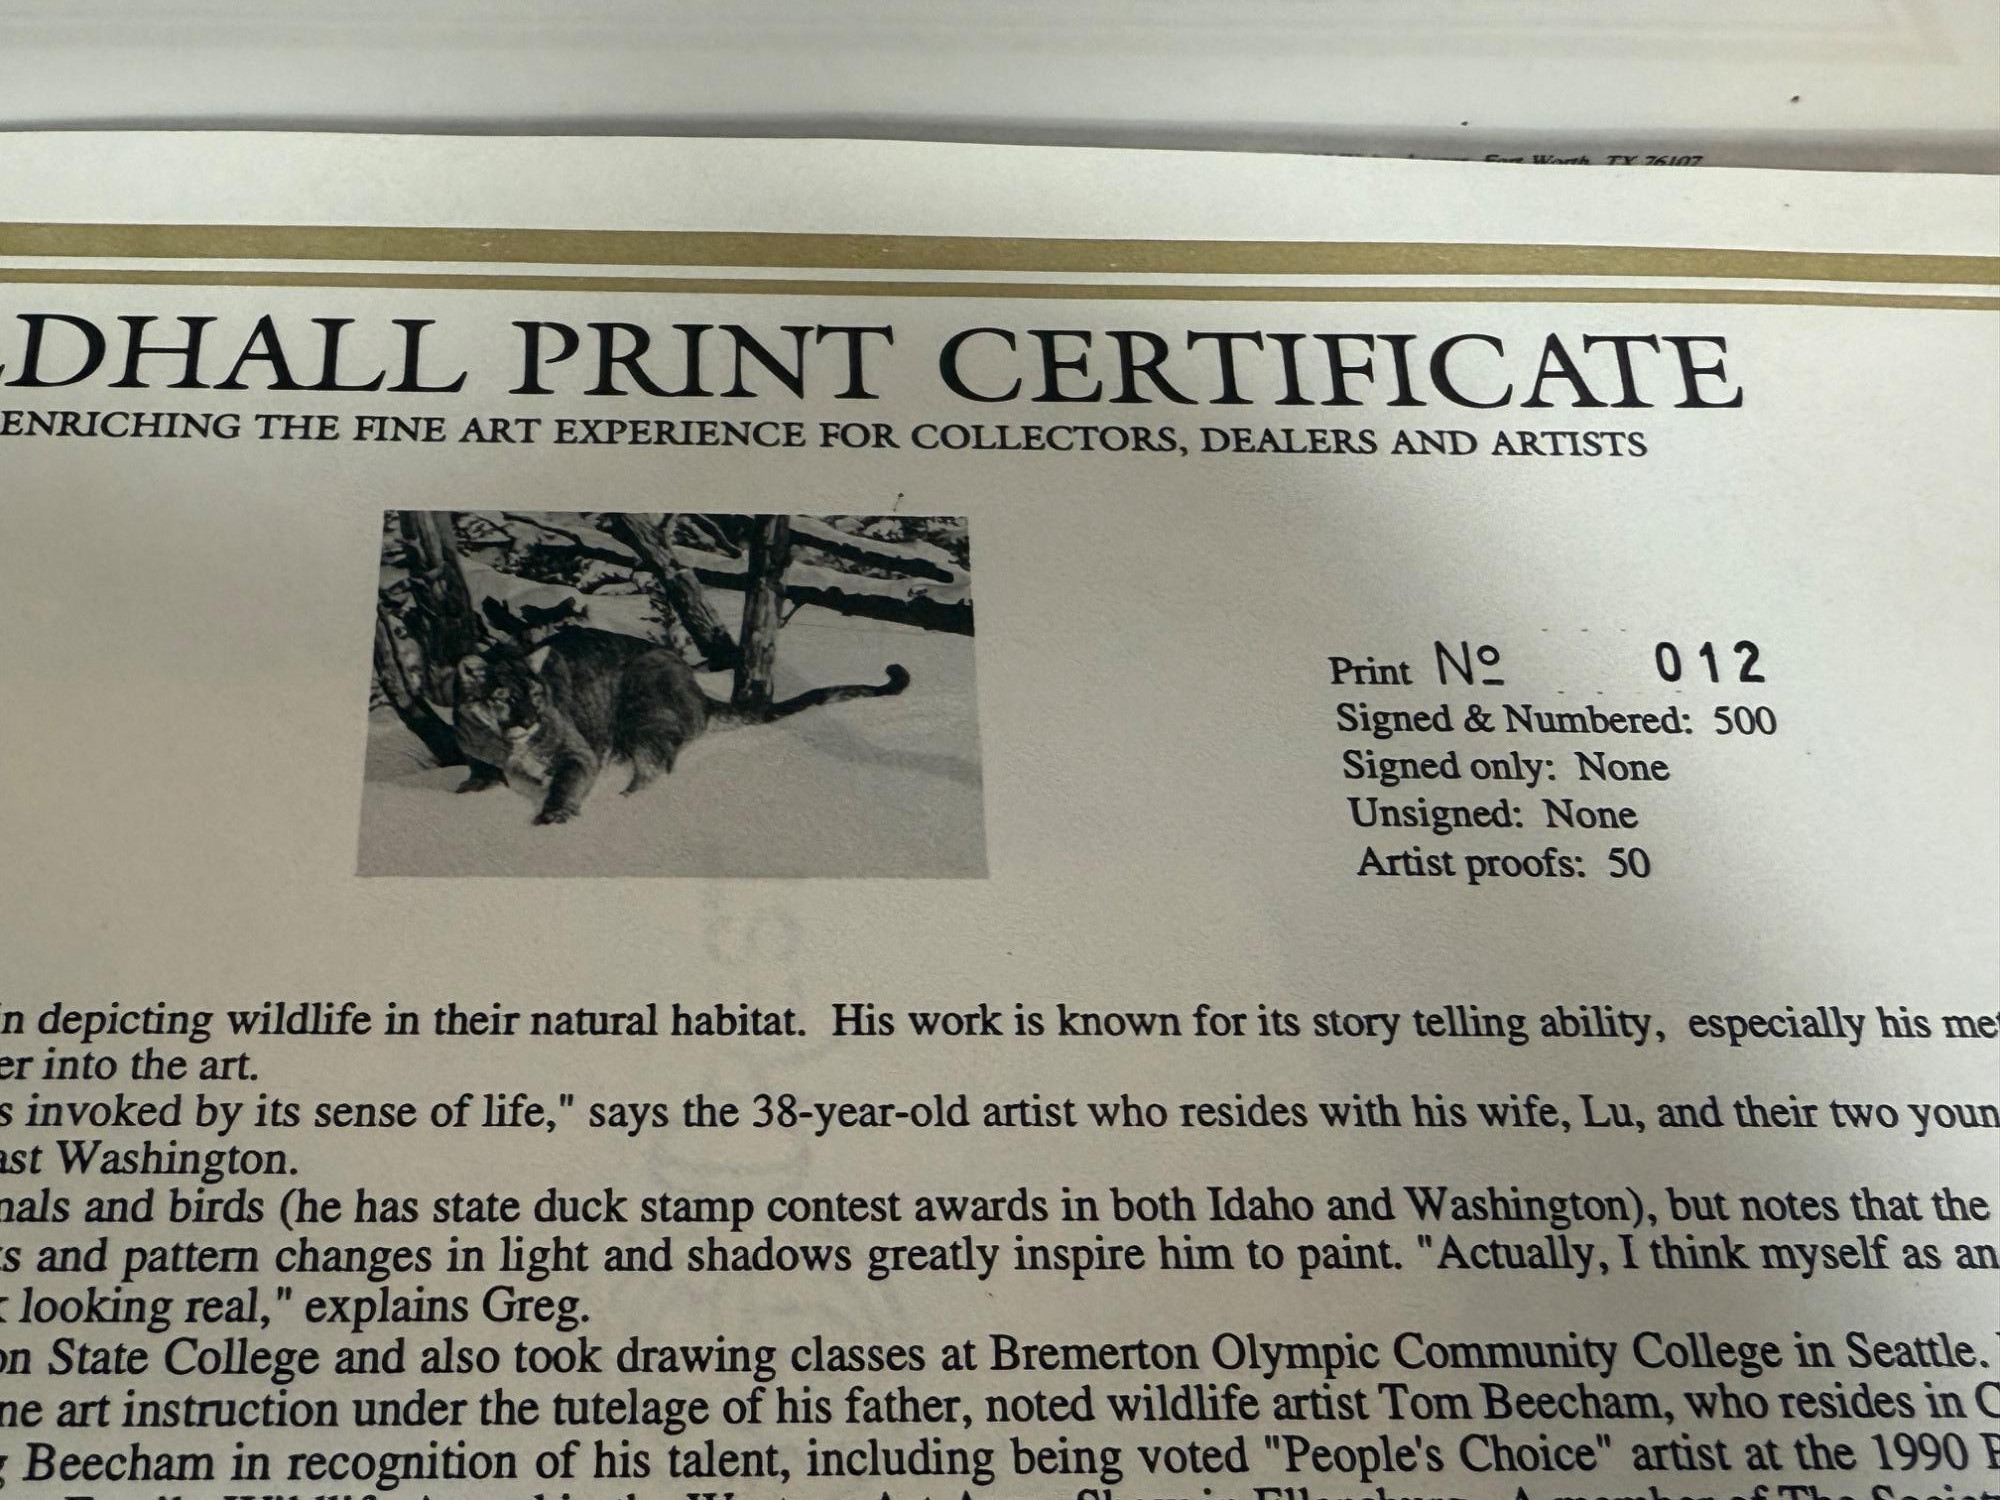 Fort Worth, TX 76107
DHALL PRINT CERTIFICATE
ENRICHING THE FINE ART EXPERIENCE FOR COLLECTORS, DEALERS AND ARTISTS
Print Nº 012
Signed & Numbered: 500
Signed only: None
Unsigned: None
Artist proofs: 50
n depicting wildlife in their natural habitat. His work is known for its story telling ability, especially his me
er into the art.
s invoked by its sense of life," says the 38-year-old artist who resides with his wife, Lu, and their two youn
ast Washington.
nals and birds (he has state duck stamp contest awards in both Idaho and Washington), but notes that the
s and pattern changes in light and shadows greatly inspire him to paint. "Actually, I think myself as an
looking real," explains Greg.
on State College and also took drawing classes at Bremerton Olympic Community College in Seattle.
ne art instruction under the tutelage of his father, noted wildlife artist Tom Beecham, who resides in C
g Beecham in recognition of his talent, including being voted "People's Choice" artist at the 1990 P